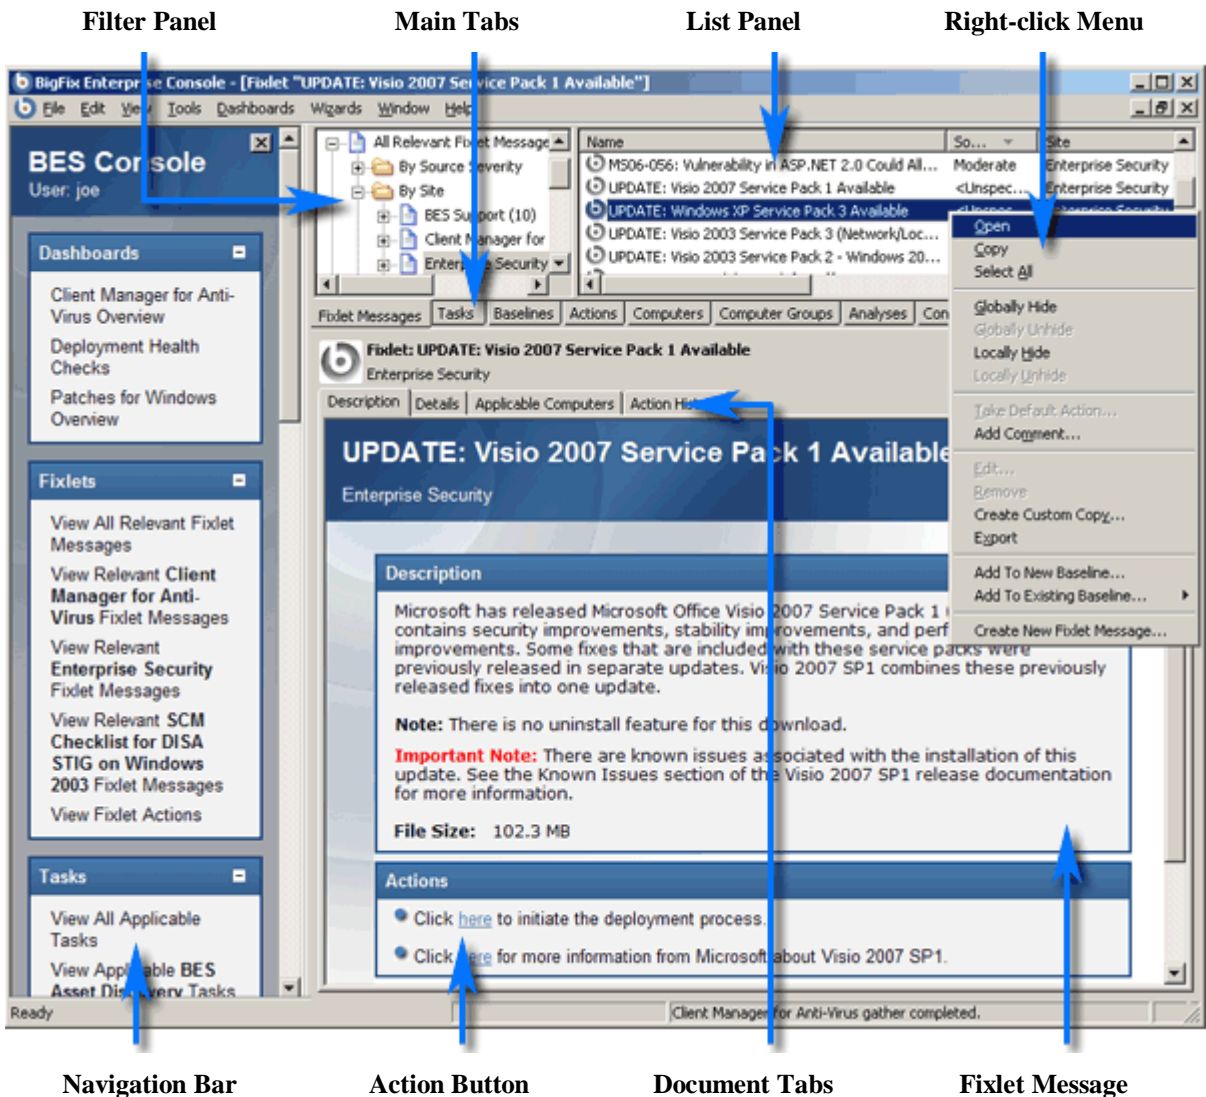 Filter Panel
Main Tabs
List Panel
Right-click Menu
BigFix Enterprise Console - [Fixlet "UPDATE: Visio 2007 Service Pack 1 Available"]
File Edit View Tools Dashboards Wizards Window Help
BES Console
User: joe
Dashboards
Client Manager for Anti-
Virus Overview
Deployment Health
Checks
Patches for Windows
Overview
Fixlets
View All Relevant Fixlet
Messages
View Relevant Client
Manager for Anti-
Virus Fixlet Messages
View Relevant
Enterprise Security
Fixlet Messages
View Relevant SCM
Checklist for DISA
STIG on Windows
2003 Fixlet Messages
View Fixlet Actions
Tasks
View All Applicable
Tasks
View Applicable BES
Asset Discovery Tasks
All Relevant Fixlet Message
By Source Severity
By Site
BES Support (10)
Client Manager for
Enterprise Security
Name So... Site
MS06-056: Vulnerability in ASP.NET 2.0 Could All... Moderate Enterprise Security
UPDATE: Visio 2007 Service Pack 1 Available <Unspec... Enterprise Security
UPDATE: Windows XP Service Pack 3 Available <Unspec... Enterprise Security
UPDATE: Visio 2003 Service Pack 3 (Network/Loc...
UPDATE: Visio 2003 Service Pack 2 - Windows 20...
Fixlet Messages Tasks Baselines Actions Computers Computer Groups Analyses Con
Fixlet: UPDATE: Visio 2007 Service Pack 1 Available
Enterprise Security
Description Details Applicable Computers Action Hist
UPDATE: Visio 2007 Service Pack 1 Available
Enterprise Security
Description
Microsoft has released Microsoft Office Visio 2007 Service Pack 1
contains security improvements, stability improvements, and perf
improvements. Some fixes that are included with these service packs were
previously released in separate updates. Visio 2007 SP1 combines these previously
released fixes into one update.
Note: There is no uninstall feature for this download.
Important Note: There are known issues associated with the installation of this
update. See the Known Issues section of the Visio 2007 SP1 release documentation
for more information.
File Size: 102.3 MB
Actions
Click here to initiate the deployment process.
Click here for more information from Microsoft about Visio 2007 SP1.
Open
Copy
Select All
Globally Hide
Globally Unhide
Locally Hide
Locally Unhide
Take Default Action...
Add Comment...
Edit...
Remove
Create Custom Copy...
Export
Add To New Baseline...
Add To Existing Baseline...
Create New Fixlet Message...
Ready
Client Manager for Anti-Virus gather completed.
Navigation Bar
Action Button
Document Tabs
Fixlet Message